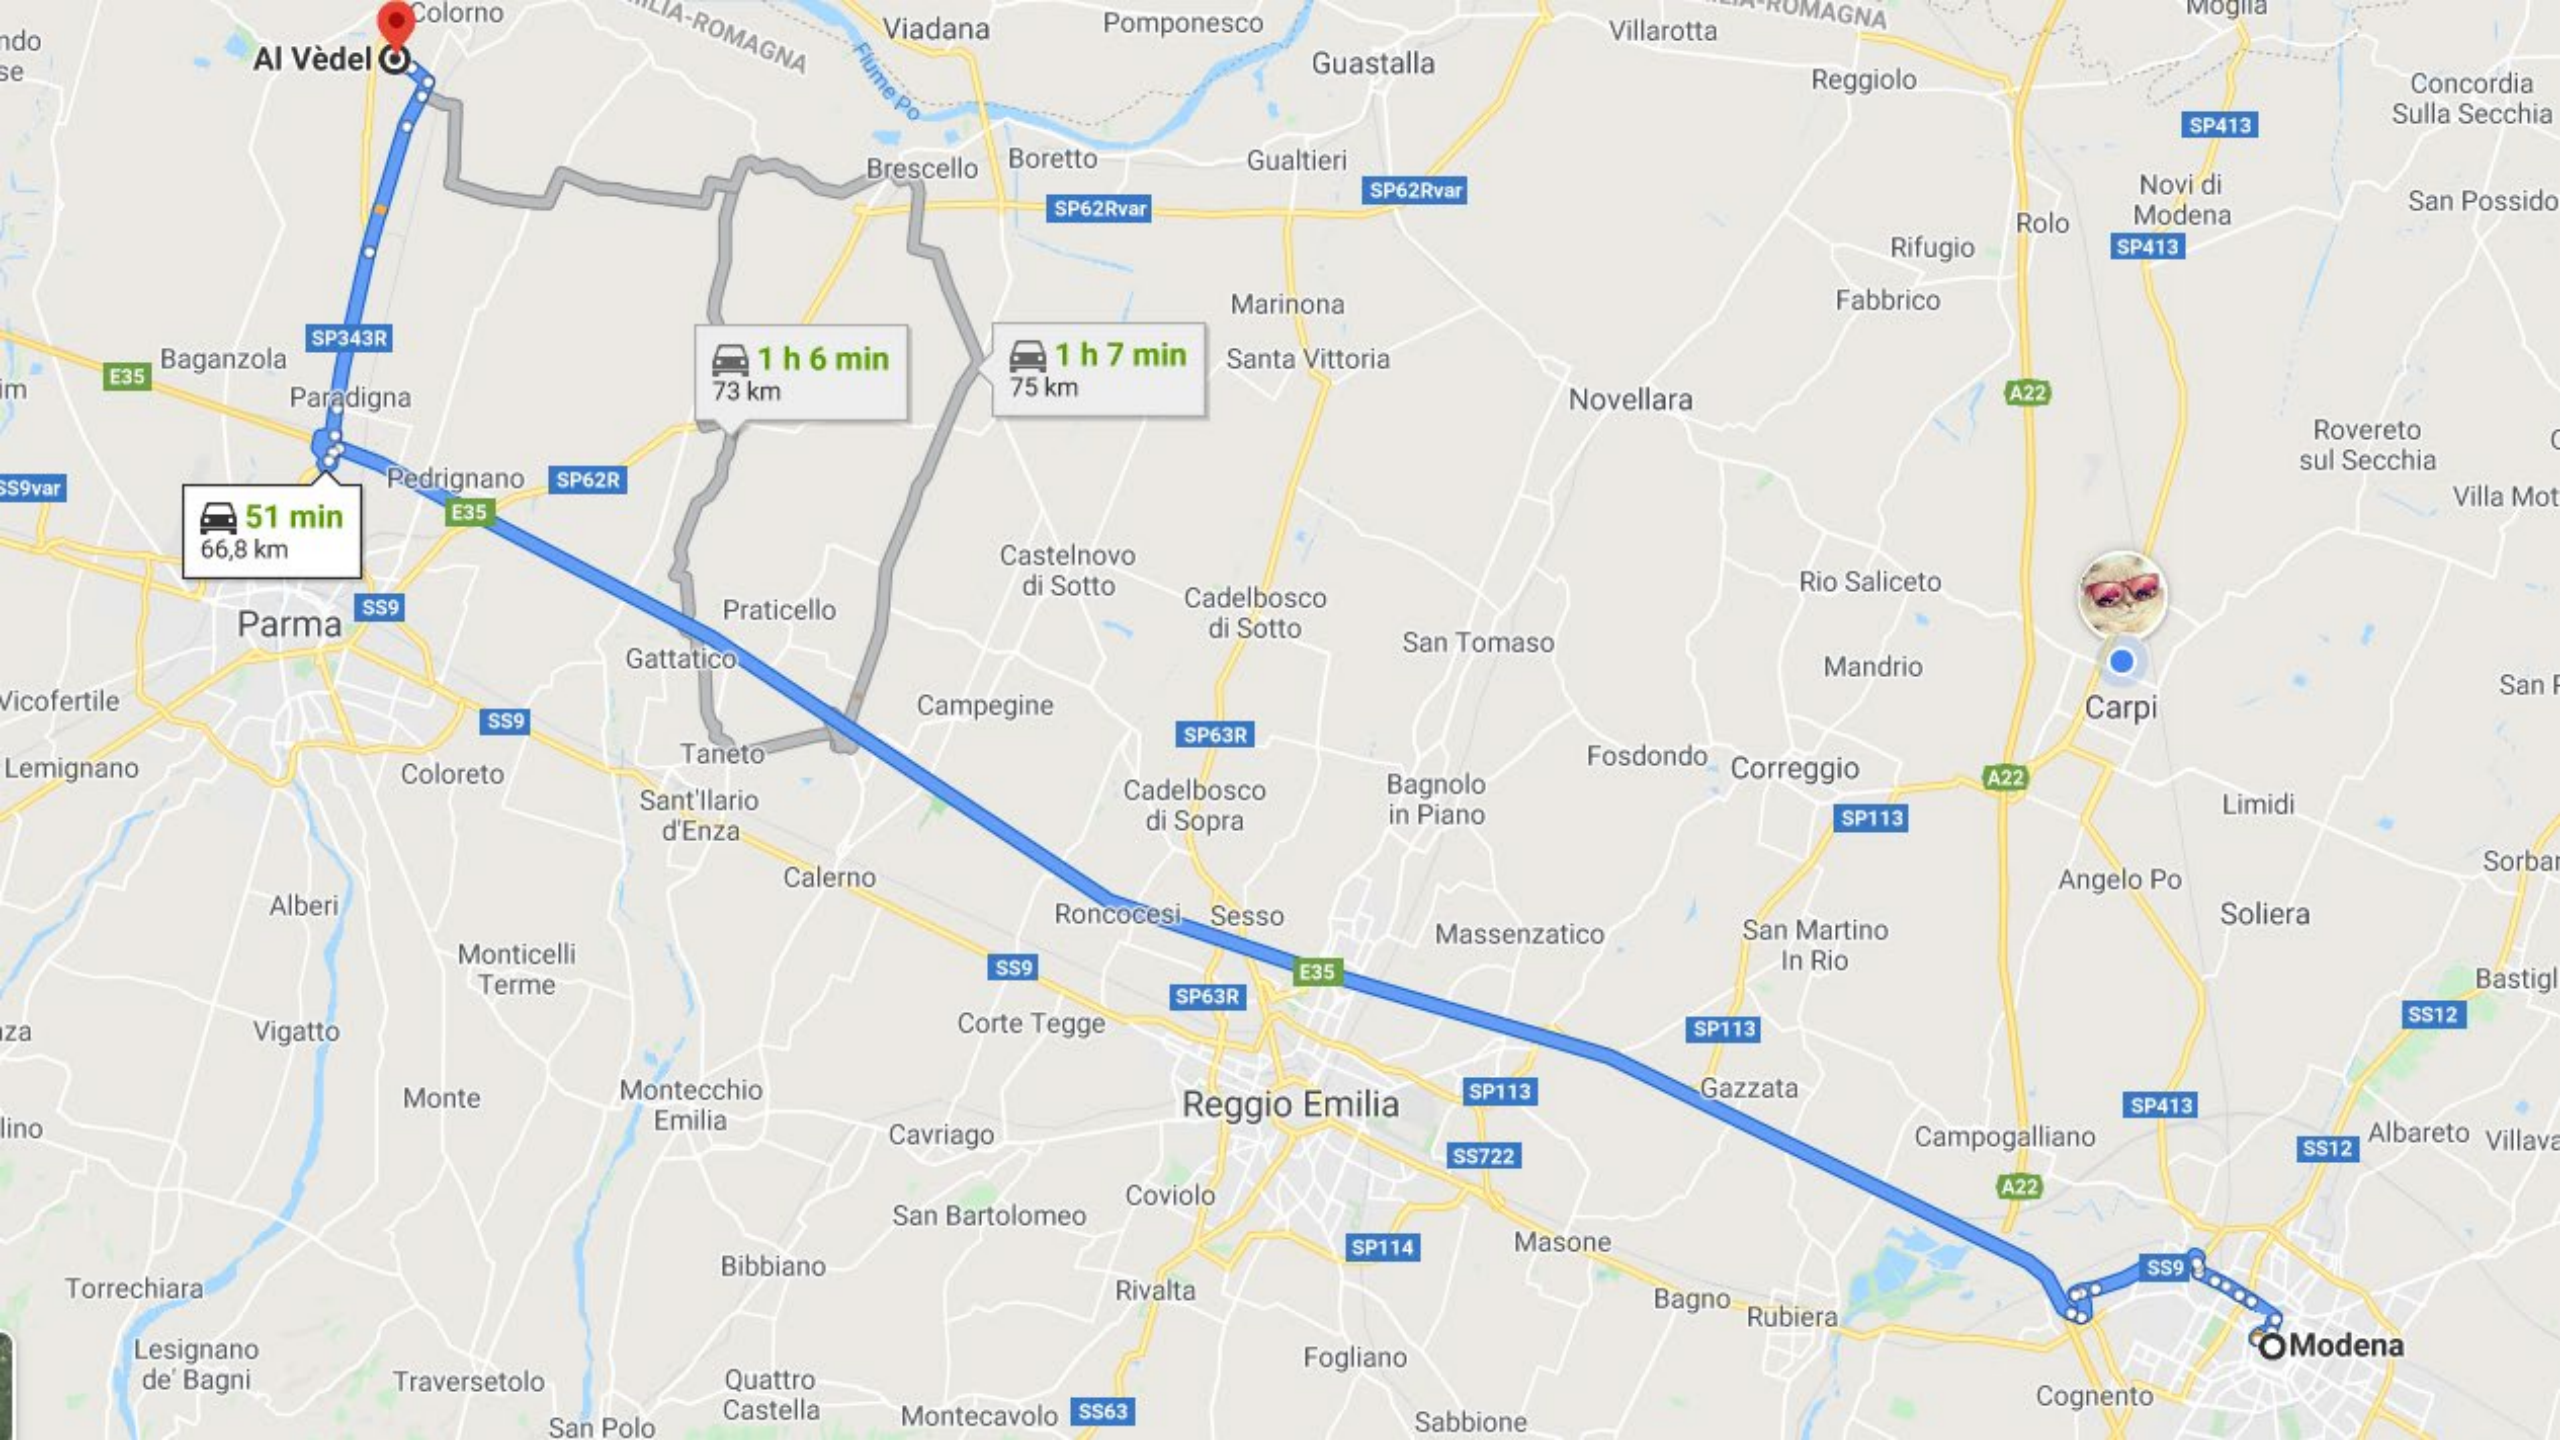 Colorno
Al Vèdel
EMILIA-ROMAGNA
Viadana
Pomponesco
Guastalla
Villarotta
Moglia
Reggiolo
Concordia
Sulla Secchia
Fiume Po
SP413
Brescello
Boretto
Gualtieri
SP62Rvar
SP62Rvar
Novi di
Modena
SP413
San Possido
Rolo
Rifugio
Fabbrico
Marinona
Santa Vittoria
SP343R
Baganzola
E35
Paradigna
1 h 6 min
73 km
1 h 7 min
75 km
Novellara
A22
Rovereto
sul Secchia
Villa Mot
SS9var
Pedrignano
SP62R
E35
51 min
66,8 km
Parma
SS9
Castelnovo
di Sotto
Cadelbosco
di Sotto
Praticello
Gattatico
San Tomaso
Rio Saliceto
Mandrio
Carpi
Vicofertile
SS9
Campegine
Taneto
SP63R
Fosdondo
Correggio
A22
SP113
Limidi
Lemignano
Coloreto
Sant'Ilario
d'Enza
Cadelbosco
di Sopra
Bagnolo
in Piano
Calerno
Angelo Po
Soliera
Sorbar
Alberi
Roncocesi
Sesso
Massenzatico
San Martino
In Rio
Monticelli
Terme
SS9
E35
SP63R
Bastigl
SS12
Vigatto
Corte Tegge
SP113
Gazzata
Monte
Montecchio
Emilia
Reggio Emilia
SP113
SP413
Cavriago
SS722
Campogalliano
SS12
Albareto
Villava
A22
Coviolo
San Bartolomeo
SP114
Masone
Bibbiano
SS9
Torrechiara
Rivalta
Bagno
Rubiera
Modena
Lesignano
de' Bagni
Traversetolo
Quattro
Castella
Fogliano
Cognento
San Polo
Montecavolo
SS63
Sabbione